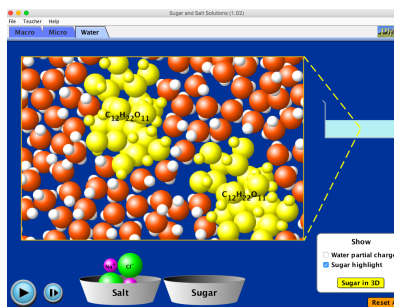 Sugar and Salt Solutions (1.02)
File Teacher Help
Macro Micro Water
C12H22O11
C12H22O11
Na+ Cl-
Salt Sugar
Show
Water partial charge
Sugar highlight
Sugar in 3D
Reset